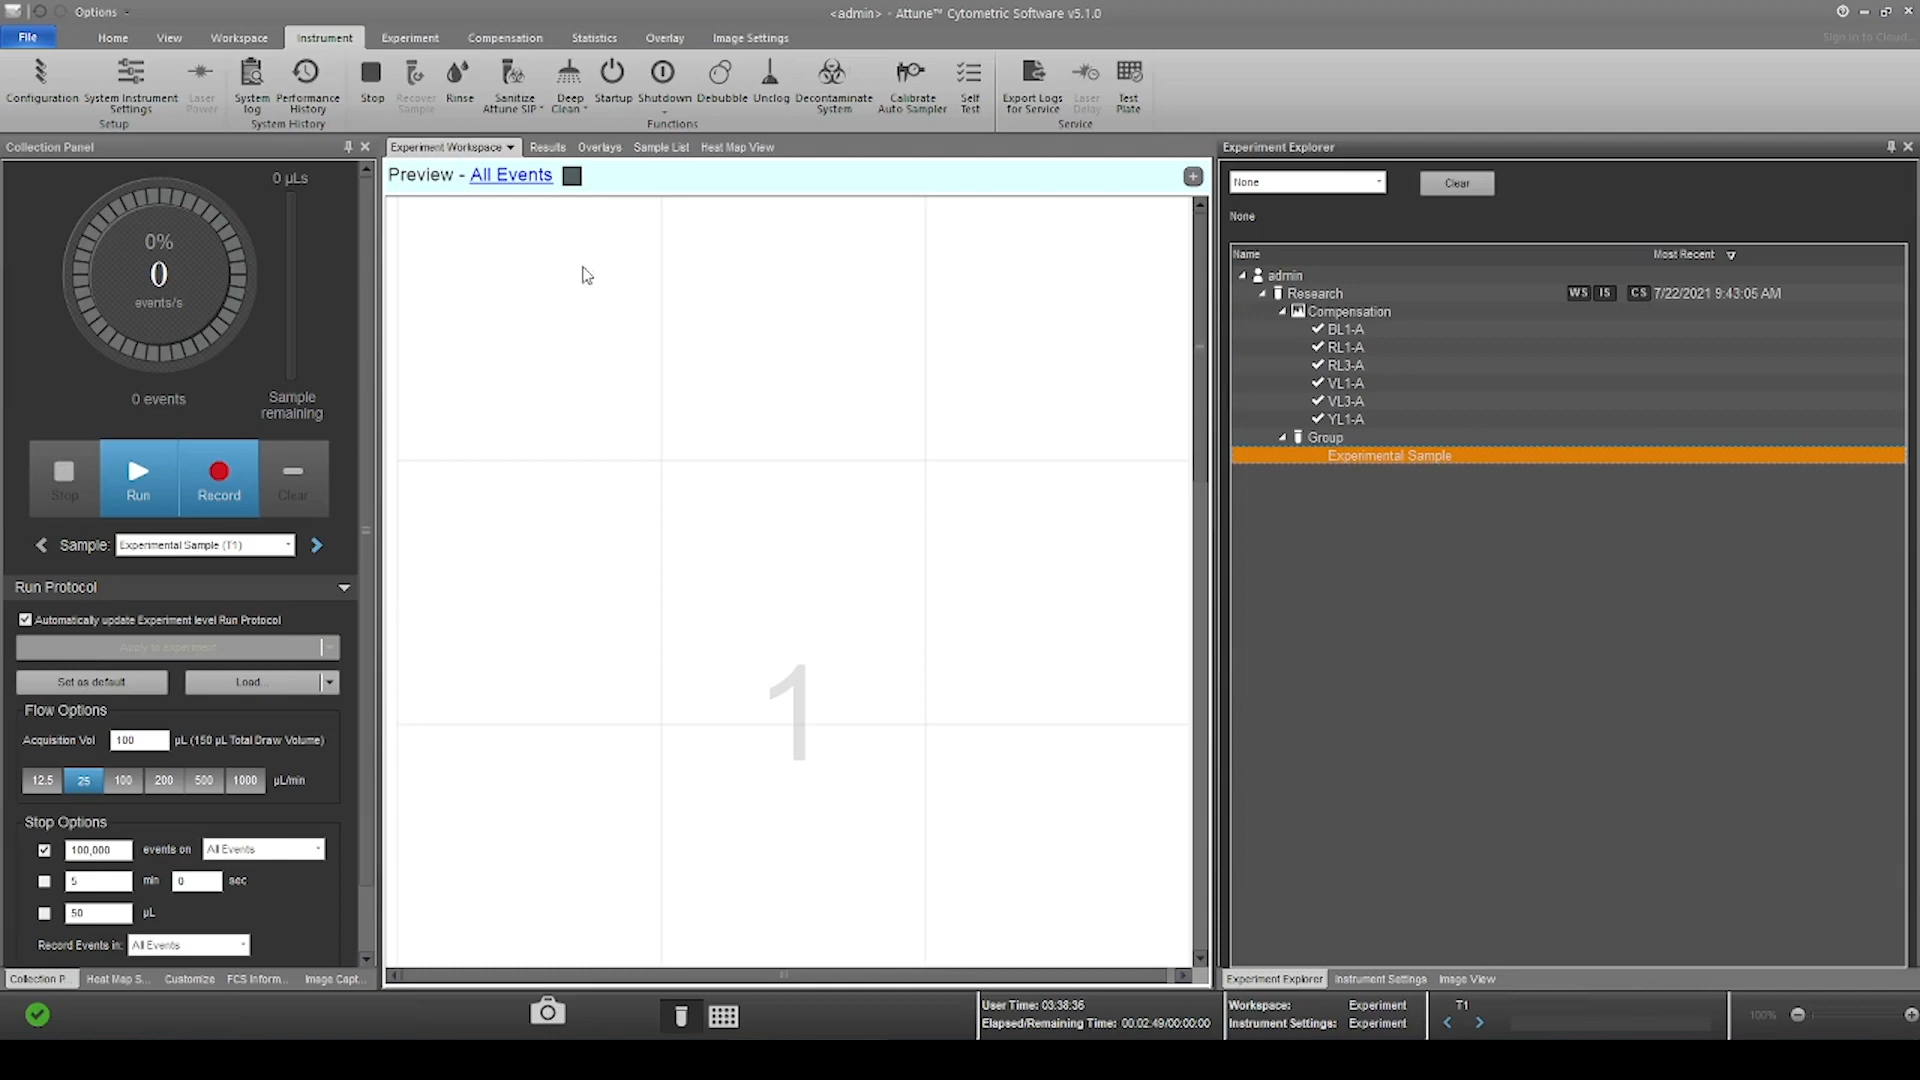 Options
<admin> - Attune™ Cytometric Software v5.1.0
File
Home
View
Workspace
Instrument
Experiment
Compensation
Statistics
Overlay
Image Settings
Sign In to Cloud...
Configuration
System Instrument
Settings
Laser
Power
Setup
System
log
Performance
History
System History
Stop
Recover
Sample
Rinse
Sanitize
Attune SIP
Deep
Clean
Startup
Shutdown
Debubble
Unclog
Decontaminate
System
Calibrate
Auto Sampler
Self
Test
Functions
Export Logs
for Service
Laser
Delay
Test
Plate
Service
Collection Panel
0 µLs
0%
0
events/s
0 events
Sample
remaining
Stop
Run
Record
Clear
Sample: Experimental Sample (T1)
Run Protocol
Automatically update Experiment level Run Protocol
Apply to experiment
Set as default
Load...
Flow Options
Acquisition Vol 100 µL (150 µL Total Draw Volume)
12.5 25 100 200 500 1000 µL/min
Stop Options
100,000 events on All Events
5 min 0 sec
50 µL
Record Events in: All Events
Collection P...
Heat Map S...
Customize
FCS Inform...
Image Capt...
Experiment Workspace
Results
Overlays
Sample List
Heat Map View
Preview - All Events
1
Experiment Explorer
None
Clear
None
Name
Most Recent
admin
Research WS IS CS 7/22/2021 9:43:05 AM
Compensation
BL1-A
RL1-A
RL3-A
VL1-A
VL3-A
YL1-A
Group
Experimental Sample
Experiment Explorer
Instrument Settings
Image View
User Time: 03:38:36
Elapsed/Remaining Time: 00:02:49/00:00:00
Workspace: Experiment
Instrument Settings: Experiment
T1
100%